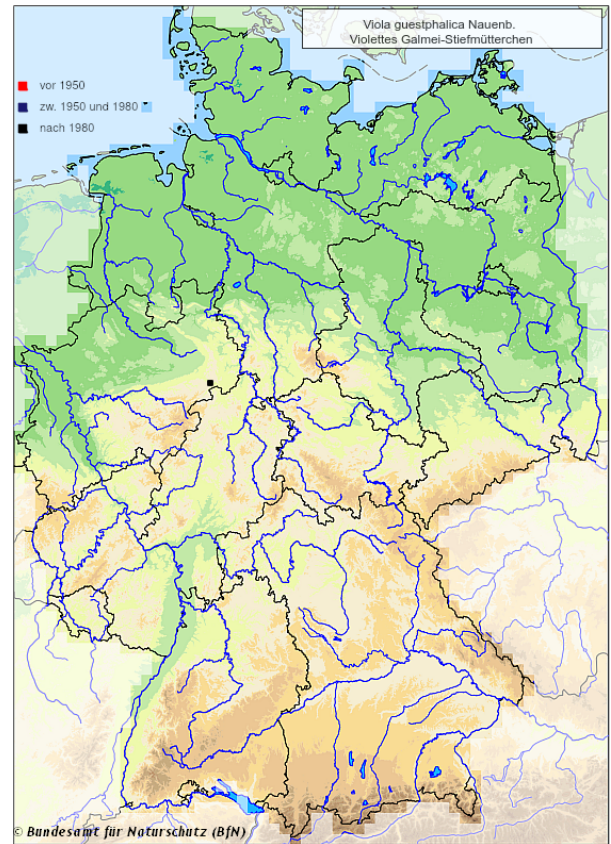 Viola guestphalica Nauenb.
Violettes Galmei-Stiefmütterchen
vor 1950
zw. 1950 und 1980
nach 1980
© Bundesamt für Naturschutz (BfN)